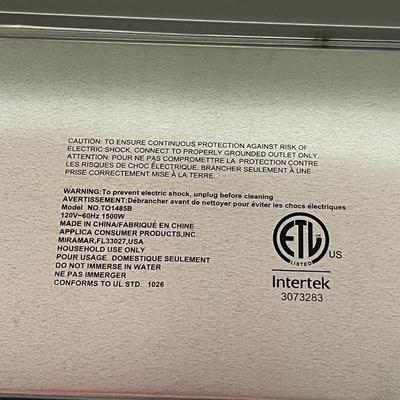 CAUTION: TO ENSURE CONTINUOUS PROTECTION AGAINST RISK OF
ELECTRIC SHOCK, CONNECT TO PROPERLY GROUNDED OUTLET ONLY.
ATTENTION: POUR NE PAS COMPROMETTRE LA PROTECTION CONTRE
LES RISQUES DE CHOC ÉLECTRIQUE, BRANCHER SEULEMENT À UNE
PRISE CORRECTEMENT MISE À LA TERRE.
WARNING:To prevent electric shock, unplug before cleaning
AVERTISSEMENT:Débrancher avant de nettoyer pour éviter les chocs électriques
Model NO.TO1485B
120V~60Hz 1500W
MADE IN CHINA/FABRIQUÉ EN CHINE
APPLICA CONSUMER PRODUCTS,INC.
MIRAMAR,FL33027,USA
HOUSEHOLD USE ONLY
POUR USAGE DOMESTIQUE SEULEMENT
DO NOT IMMERSE IN WATER
NE PAS IMMERGER
CONFORMS TO UL STD. 1026
ETL
LISTED
US
Intertek
3073283